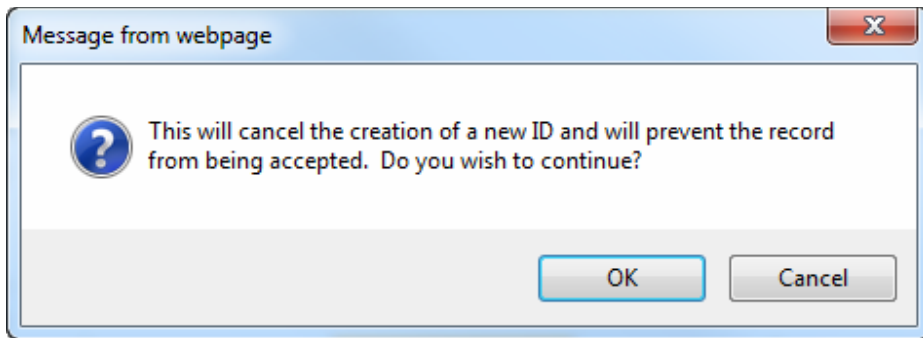 Message from webpage
This will cancel the creation of a new ID and will prevent the record
from being accepted.  Do you wish to continue?
OK
Cancel